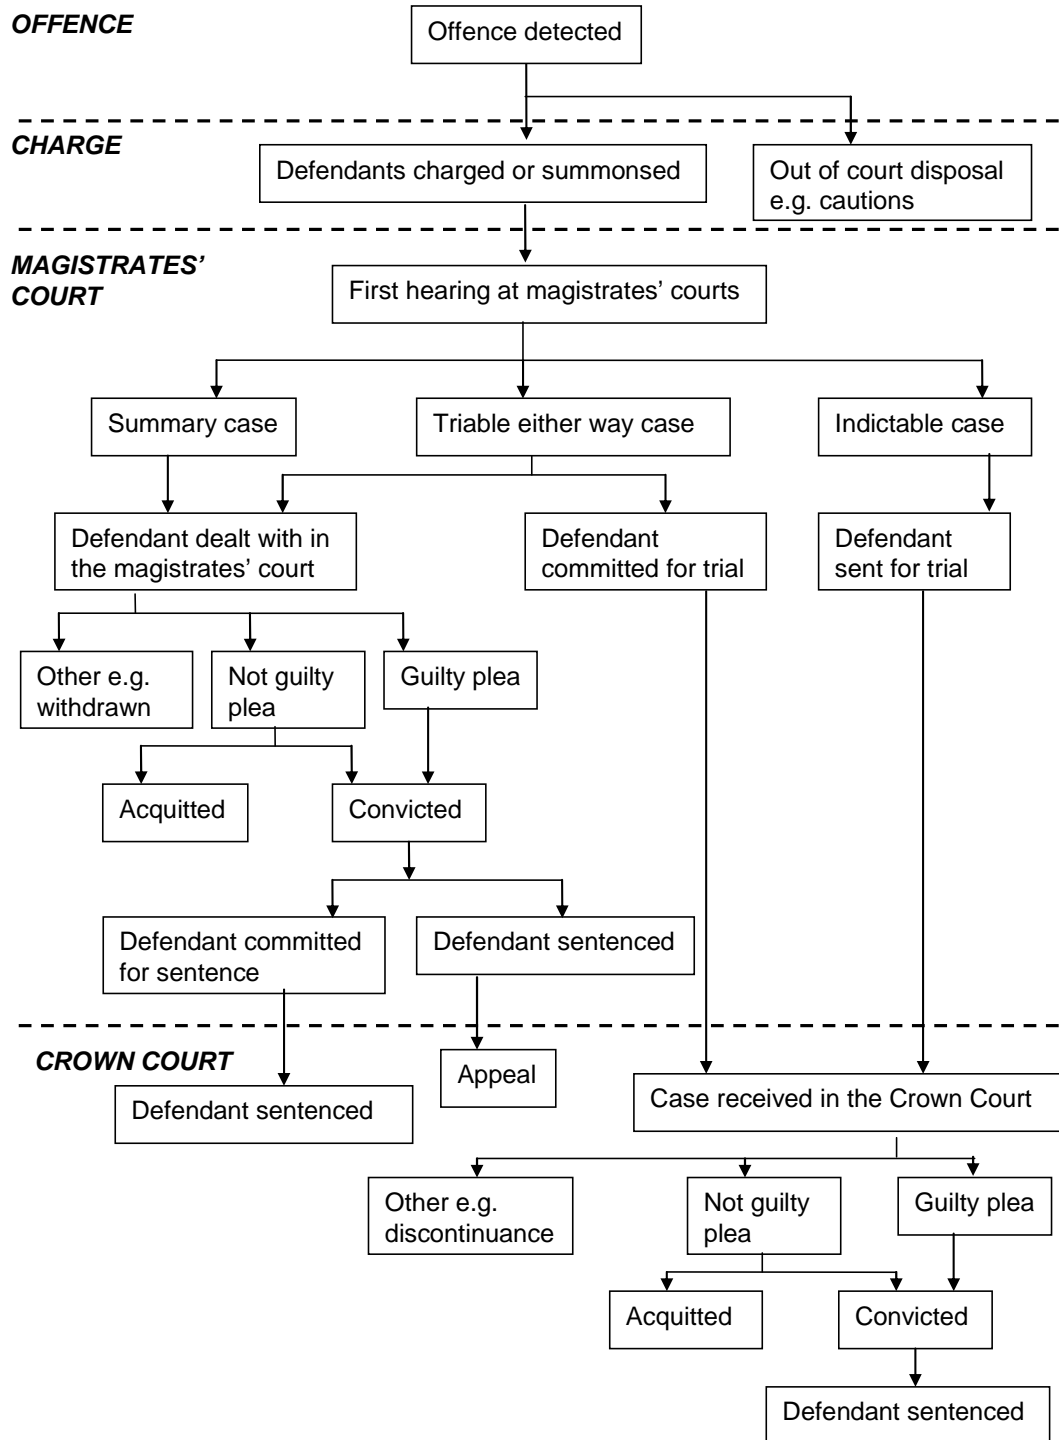 OFFENCE
Offence detected
CHARGE
Defendants charged or summonsed
Out of court disposal
e.g. cautions
MAGISTRATES’
COURT
First hearing at magistrates’ courts
Summary case
Triable either way case
Indictable case
Defendant dealt with in
the magistrates’ court
Defendant
committed for trial
Defendant
sent for trial
Other e.g.
withdrawn
Not guilty
plea
Guilty plea
Acquitted
Convicted
Defendant committed
for sentence
Defendant sentenced
CROWN COURT
Appeal
Defendant sentenced
Case received in the Crown Court
Other e.g.
discontinuance
Not guilty
plea
Guilty plea
Acquitted
Convicted
Defendant sentenced